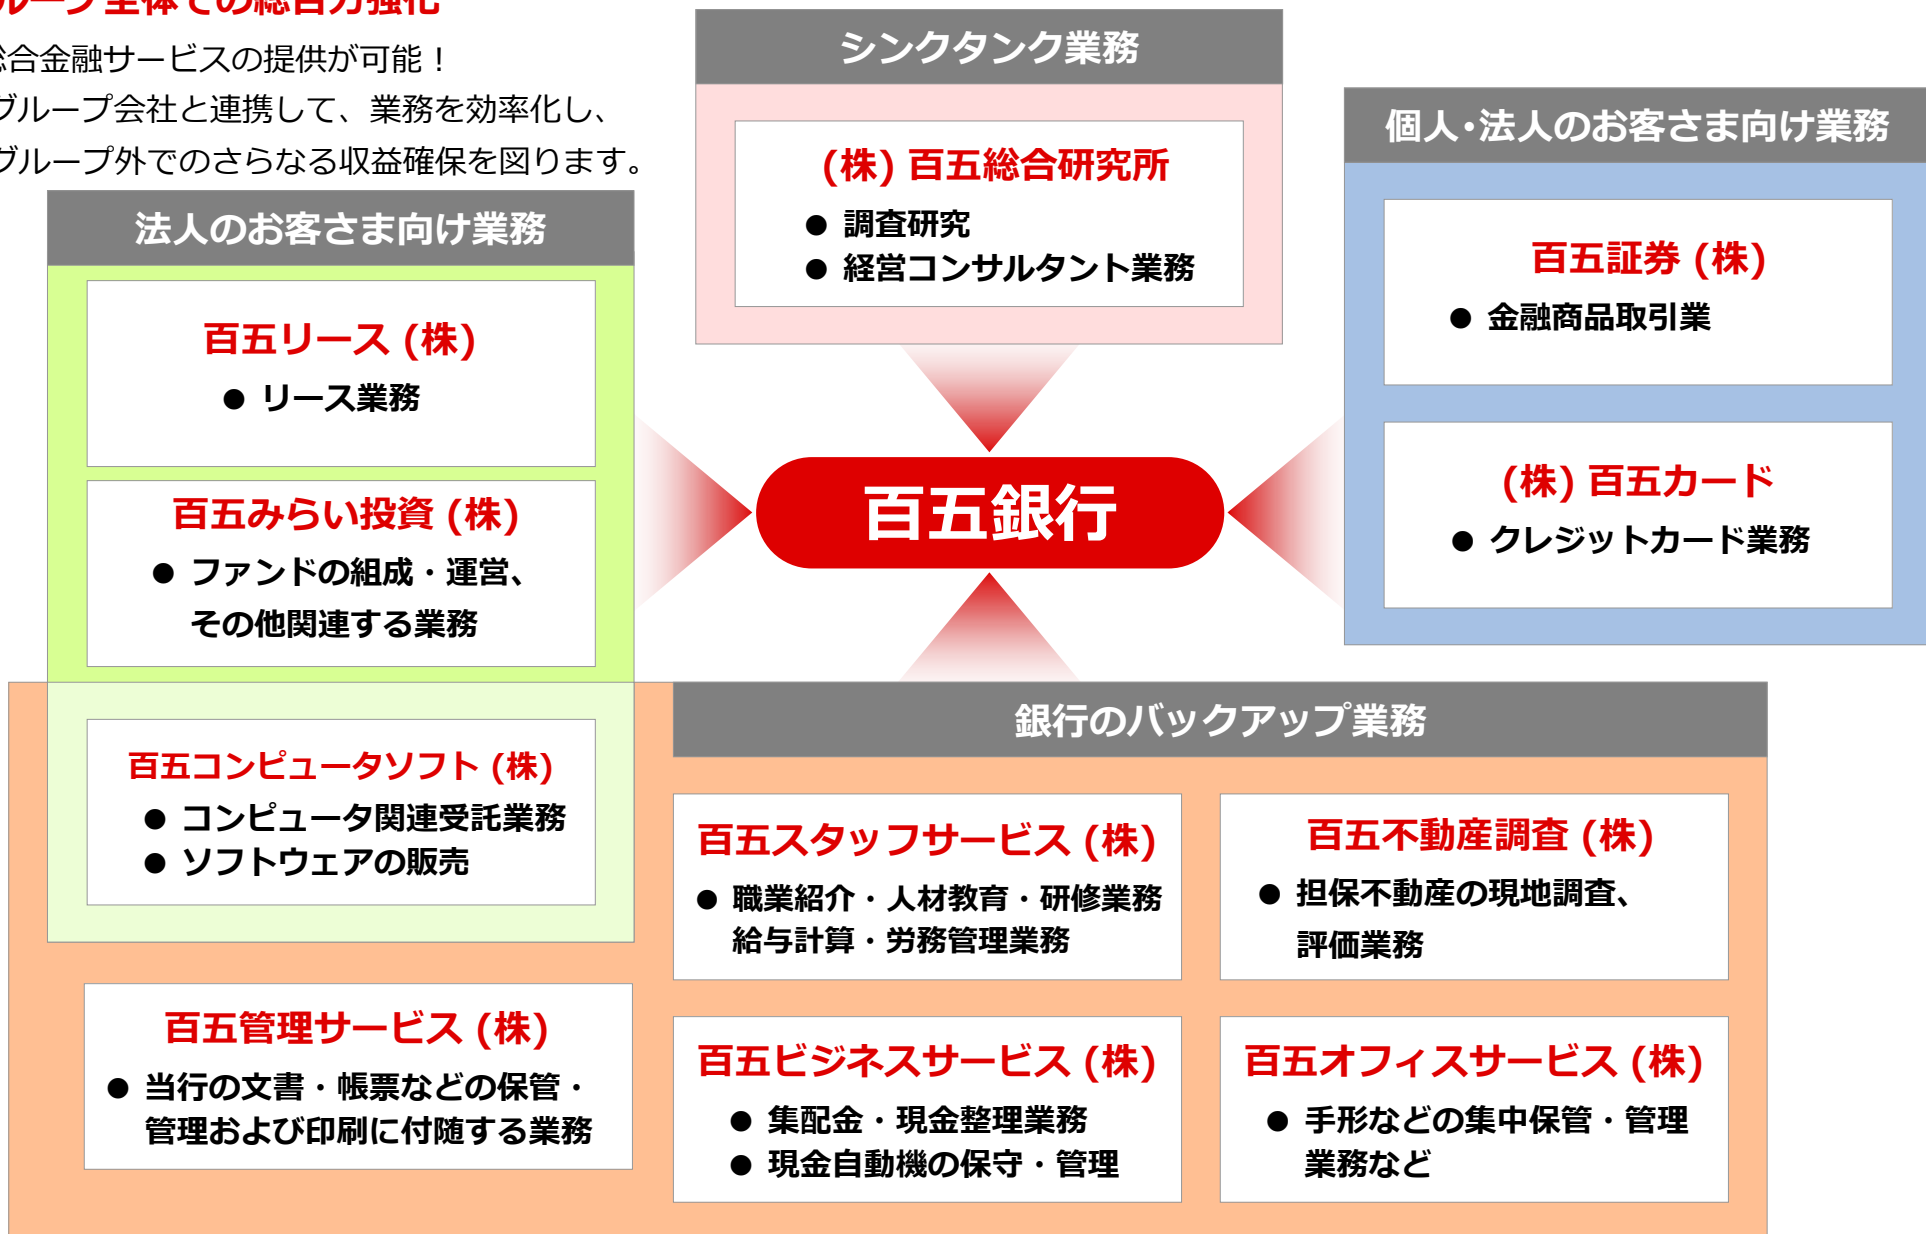 ループ全体での総合力強化
総合金融サービスの提供が可能！
グループ会社と連携して、業務を効率化し、
グループ外でのさらなる収益確保を図ります。
シンクタンク業務
(株) 百五総合研究所
● 調査研究
● 経営コンサルタント業務
個人・法人のお客さま向け業務
百五証券 (株)
● 金融商品取引業
(株) 百五カード
● クレジットカード業務
法人のお客さま向け業務
百五リース (株)
● リース業務
百五みらい投資 (株)
● ファンドの組成・運営、
その他関連する業務
百五銀行
百五コンピュータソフト (株)
● コンピュータ関連受託業務
● ソフトウェアの販売
銀行のバックアップ業務
百五スタッフサービス (株)
● 職業紹介・人材教育・研修業務
給与計算・労務管理業務
百五不動産調査 (株)
● 担保不動産の現地調査、
評価業務
百五管理サービス (株)
● 当行の文書・帳票などの保管・
管理および印刷に付随する業務
百五ビジネスサービス (株)
● 集配金・現金整理業務
● 現金自動機の保守・管理
百五オフィスサービス (株)
● 手形などの集中保管・管理
業務など